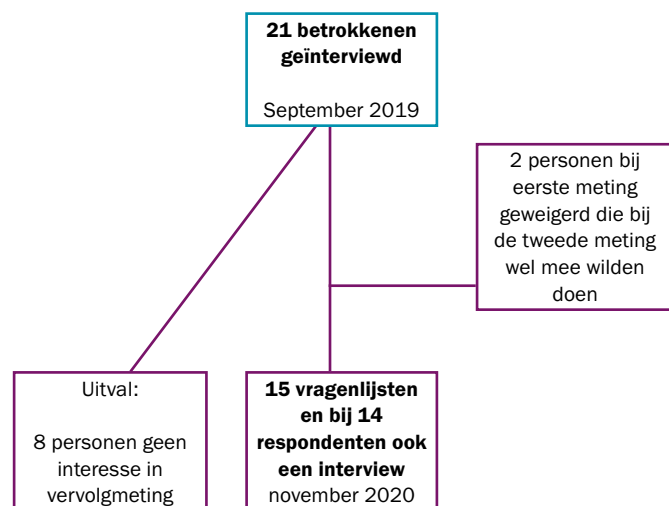 21 betrokkenen
geïnterviewd
September 2019
2 personen bij
eerste meting
geweigerd die bij
de tweede meting
wel mee wilden
doen
Uitval:
8 personen geen
interesse in
vervolgmeting
15 vragenlijsten
en bij 14
respondenten ook
een interview
november 2020